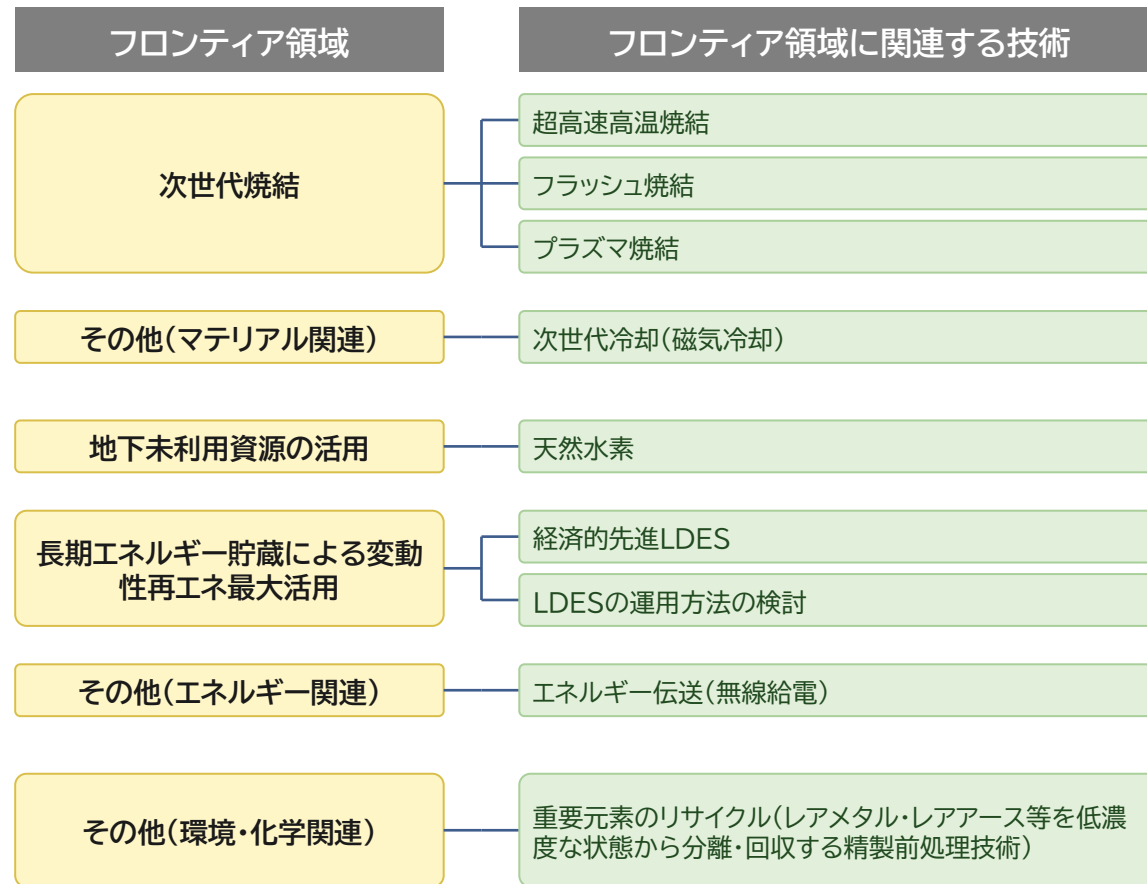 フロンティア領域
フロンティア領域に関連する技術
次世代焼結
超高速高温焼結
フラッシュ焼結
プラズマ焼結
その他(マテリアル関連)
次世代冷却(磁気冷却)
地下未利用資源の活用
天然水素
長期エネルギー貯蔵による変動
性再エネ最大活用
経済的先進LDES
LDESの運用方法の検討
その他(エネルギー関連)
エネルギー伝送(無線給電)
その他(環境・化学関連)
重要元素のリサイクル(レアメタル・レアアース等を低濃
度な状態から分離・回収する精製前処理技術)